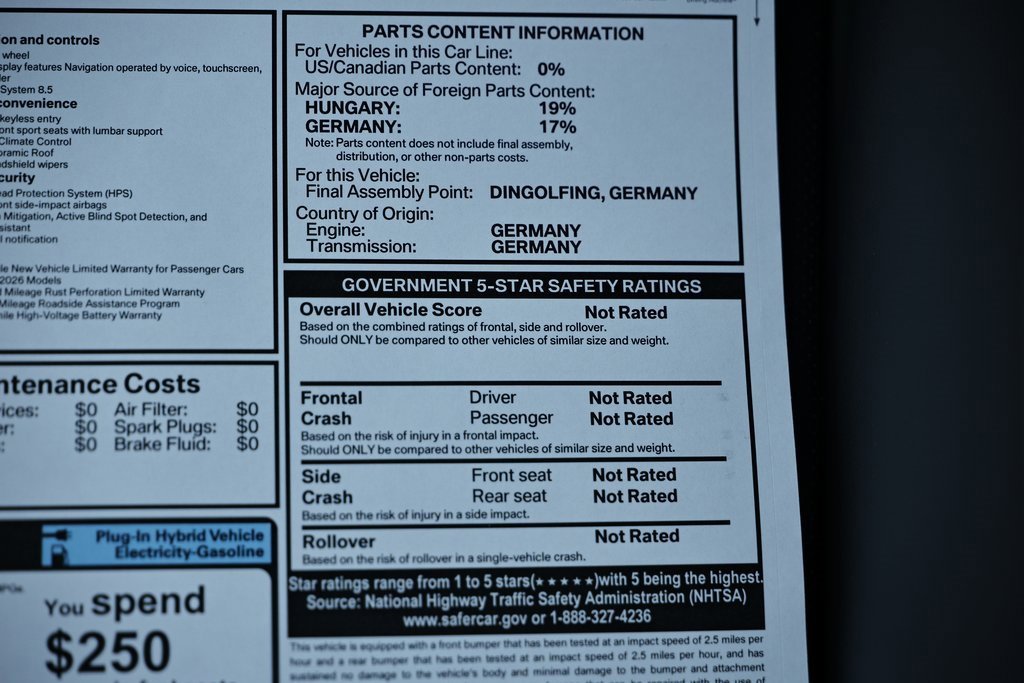 on and controls
wheel
splay features Navigation operated by voice, touchscreen,
ler
System 8.5
convenience
keyless entry
ont sport seats with lumbar support
Climate Control
oramic Roof
ndshield wipers
curity
ead Protection System (HPS)
ont side-impact airbags
n Mitigation, Active Blind Spot Detection, and
sistant
l notification
le New Vehicle Limited Warranty for Passenger Cars
2026 Models
d Mileage Rust Perforation Limited Warranty
Mileage Roadside Assistance Program
mile High-Voltage Battery Warranty
ntenance Costs
ices: $0 Air Filter: $0
er: $0 Spark Plugs: $0
: $0 Brake Fluid: $0
Plug-In Hybrid Vehicle
Electricity-Gasoline
You spend
$250
PARTS CONTENT INFORMATION
For Vehicles in this Car Line:
US/Canadian Parts Content: 0%
Major Source of Foreign Parts Content:
HUNGARY: 19%
GERMANY: 17%
Note: Parts content does not include final assembly,
distribution, or other non-parts costs.
For this Vehicle:
Final Assembly Point: DINGOLFING, GERMANY
Country of Origin:
Engine: GERMANY
Transmission: GERMANY
GOVERNMENT 5-STAR SAFETY RATINGS
Overall Vehicle Score Not Rated
Based on the combined ratings of frontal, side and rollover.
Should ONLY be compared to other vehicles of similar size and weight.
Frontal Driver Not Rated
Crash Passenger Not Rated
Based on the risk of injury in a frontal impact.
Should ONLY be compared to other vehicles of similar size and weight.
Side Front seat Not Rated
Crash Rear seat Not Rated
Based on the risk of injury in a side impact.
Rollover Not Rated
Based on the risk of rollover in a single-vehicle crash.
Star ratings range from 1 to 5 stars(★★★★★)with 5 being the highest.
Source: National Highway Traffic Safety Administration (NHTSA)
www.safercar.gov or 1-888-327-4236
This vehicle is equipped with a front bumper that has been tested at an impact speed of 2.5 miles per
hour and a rear bumper that has been tested at an impact speed of 2.5 miles per hour, and has
sustained no damage to the vehicle's body and minimal damage to the bumper and attachment